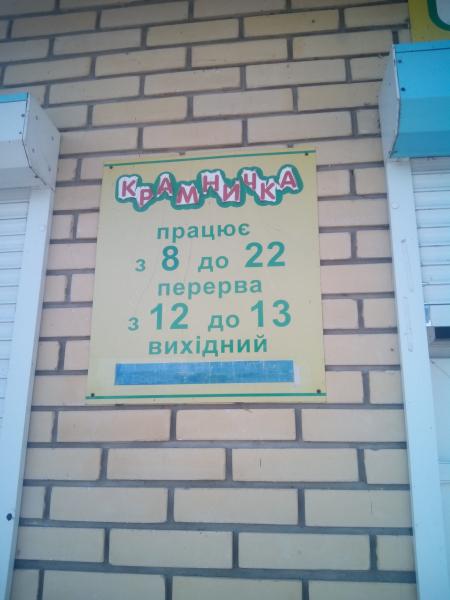 КРАМНИЧКА
працює
з 8 до 22
перерва
з 12 до 13
вихідний